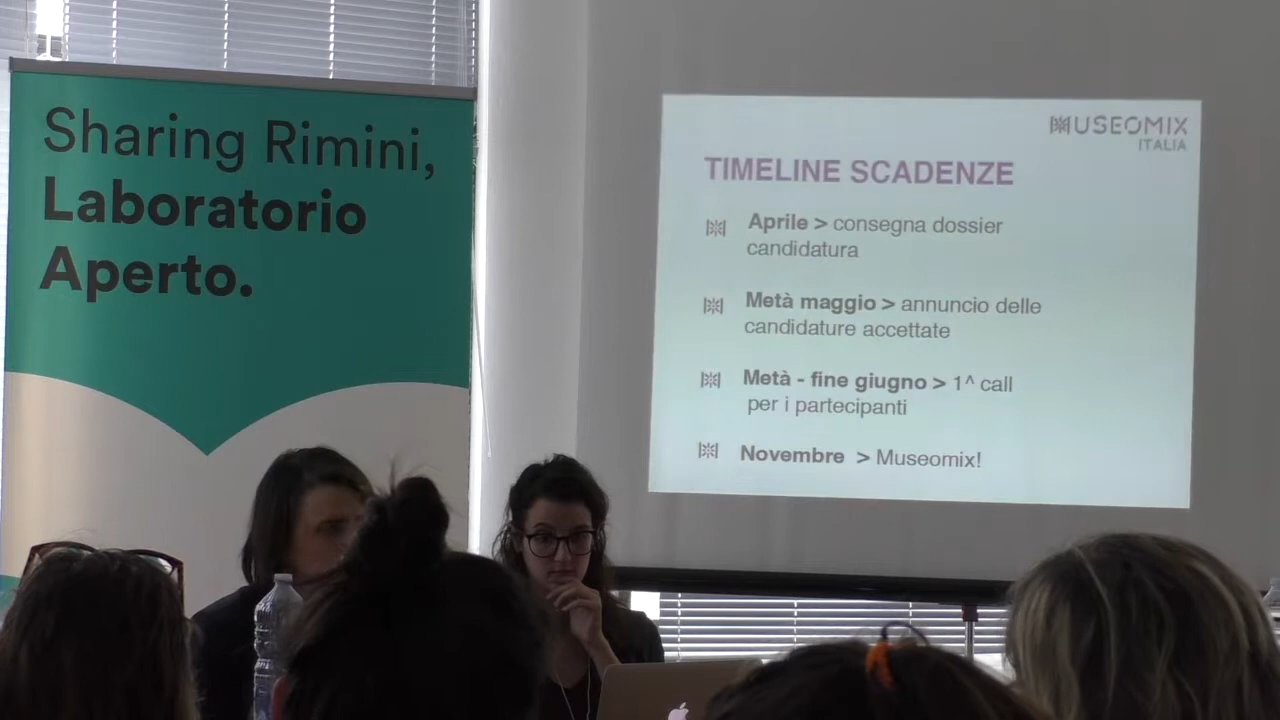 Sharing Rimini,
Laboratorio
Aperto.
MUSEOMIX
ITALIA
TIMELINE SCADENZE
Aprile > consegna dossier
candidatura
Metà maggio > annuncio delle
candidature accettate
Metà - fine giugno > 1^ call
per i partecipanti
Novembre > Museomix!